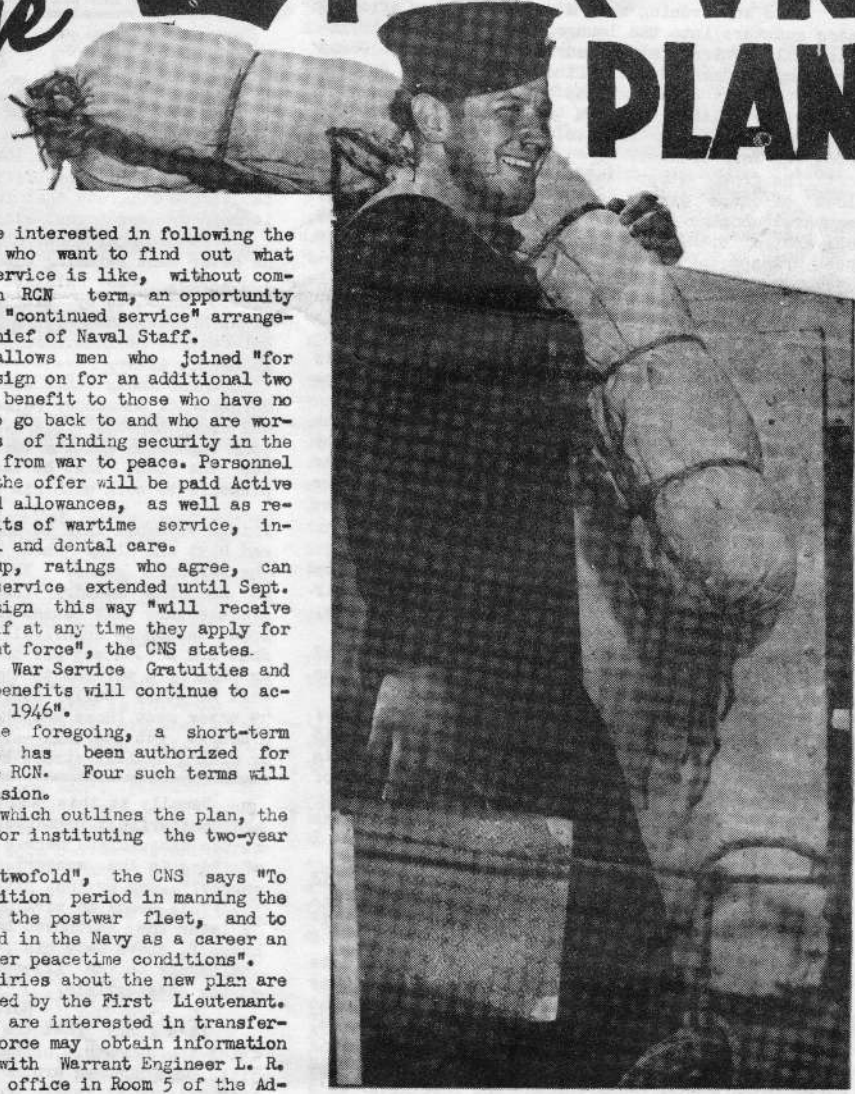 PLAN
e interested in following the
who want to find out what
ervice is like, without com-
n RCN term, an opportunity
"continued service" arrange-
hief of Naval Staff.
allows men who joined "for
sign on for an additional two
benefit to those who have no
o go back to and who are wor-
s of finding security in the
from war to peace. Personnel
the offer will be paid Active
d allowances, as well as re-
its of wartime service, in-
l and dental care.
up, ratings who agree, can
service extended until Sept.
sign this way "will receive
if at any time they apply for
nt force", the CNS states.
War Service Gratuities and
benefits will continue to ac-
1946".
e foregoing, a short-term
has been authorized for
e RCN. Four such terms will
sion.
which outlines the plan, the
for instituting the two-year
twofold", the CNS says "To
ition period in manning the
the postwar fleet, and to
d in the Navy as a career an
er peacetime conditions".
iries about the new plan are
ed by the First Lieutenant.
are interested in transfer-
orce may obtain information
with Warrant Engineer L. R.
office in Room 5 of the Ad-